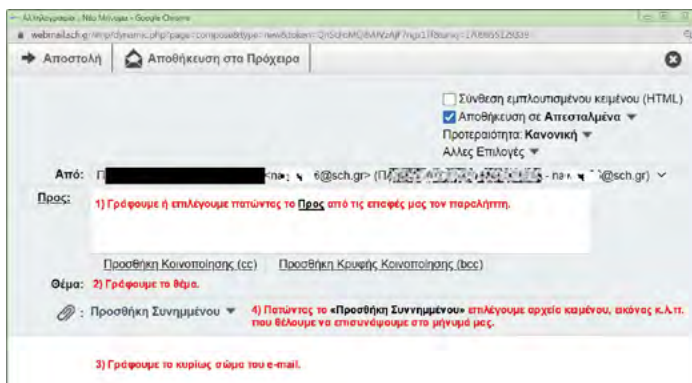 Αλληλογραφία :: Νέο Μήνυμα - Google Chrome
Αποστολή Αποθήκευση στα Πρόχειρα
Σύνθεση εμπλουτισμένου κειμένου (HTML)
Αποθήκευση σε Απεσταλμένα
Προτεραιότητα: Κανονική
Άλλες Επιλογές
Από: 6@sch.gr> @sch.gr)
Προς: 1) Γράφουμε ή επιλέγουμε πατώντας το Προς από τις επαφές μας τον παραλήπτη.
Προσθήκη Κοινοποίησης (cc) Προσθήκη Κρυφής Κοινοποίησης (bcc)
Θέμα: 2) Γράφουμε το θέμα.
: Προσθήκη Συνημμένου 4) Πατώντας το «Προσθήκη Συννημμένου» επιλέγουμε αρχείο κειμένου, εικόνας κ.λ.π.
που θέλουμε να επισυνάψουμε στο μήνυμά μας.
3) Γράφουμε το κυρίως σώμα του e-mail.